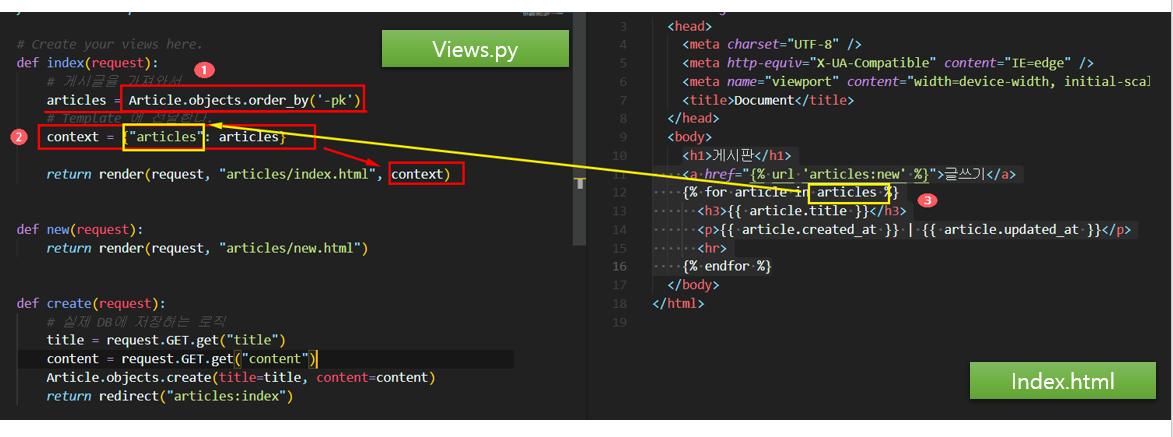 # Create your views here.
Views.py
def index(request):
1
# 게시글을 가져와서
articles = Article.objects.order_by('-pk')
# Template 에 전달한다.
2
context = {"articles": articles}
return render(request, "articles/index.html", context)
def new(request):
return render(request, "articles/new.html")
def create(request):
# 실제 DB에 저장하는 로직
title = request.GET.get("title")
content = request.GET.get("content")
Article.objects.create(title=title, content=content)
return redirect("articles:index")
3 <head>
4 <meta charset="UTF-8" />
5 <meta http-equiv="X-UA-Compatible" content="IE=edge" />
6 <meta name="viewport" content="width=device-width, initial-scal
7 <title>Document</title>
8 </head>
9 <body>
10 <h1>게시판</h1>
11 <a href="{% url 'articles:new' %}">글쓰기</a>
12 {% for article in articles %}
3
13 <h3>{{ article.title }}</h3>
14 <p>{{ article.created_at }} | {{ article.updated_at }}</p>
15 <hr>
16 {% endfor %}
17 </body>
18 </html>
19
Index.html